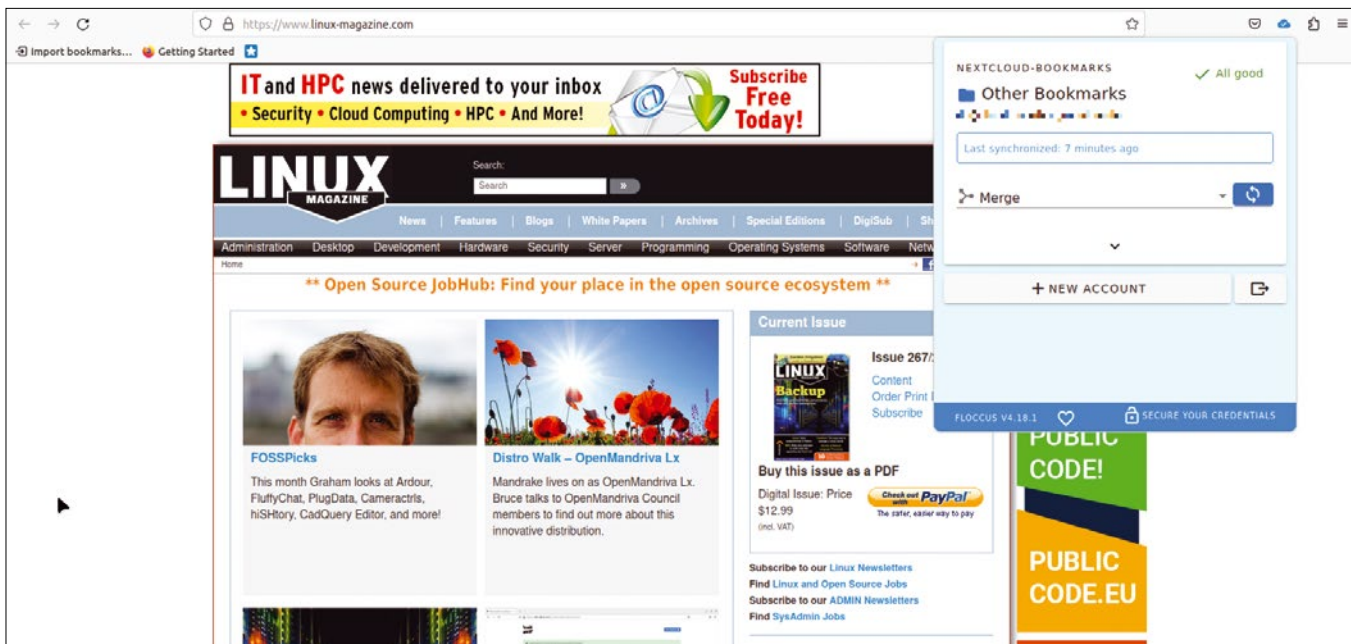 https://www.linux-magazine.com
Import bookmarks... Getting Started
IT and HPC news delivered to your inbox
• Security • Cloud Computing • HPC • And More!
Subscribe
Free
Today!
LINUX
MAGAZINE
Search:
Search »
News | Features | Blogs | White Papers | Archives | Special Editions | DigiSub | Sh
Administration Desktop Development Hardware Security Server Programming Operating Systems Software Netw
Home
** Open Source JobHub: Find your place in the open source ecosystem **
FOSSPicks
This month Graham looks at Ardour,
FluffyChat, PlugData, Cameractrls,
hiSHtory, CadQuery Editor, and more!
Distro Walk – OpenMandriva Lx
Mandrake lives on as OpenMandriva Lx.
Bruce talks to OpenMandriva Council
members to find out more about this
innovative distribution.
Current Issue
LINUX
Backup
Issue 267/
Content
Order Print
Subscribe
Buy this issue as a PDF
Digital Issue: Price
$12.99
(incl. VAT)
Check out
with PayPal
The safer, easier way to pay
Subscribe to our Linux Newsletters
Find Linux and Open Source Jobs
Subscribe to our ADMIN Newsletters
Find SysAdmin Jobs
NEXTCLOUD-BOOKMARKS
All good
Other Bookmarks
Last synchronized: 7 minutes ago
Merge
+ NEW ACCOUNT
FLOCCUS V4.18.1
SECURE YOUR CREDENTIALS
PUBLIC
CODE!
PUBLIC
CODE.EU